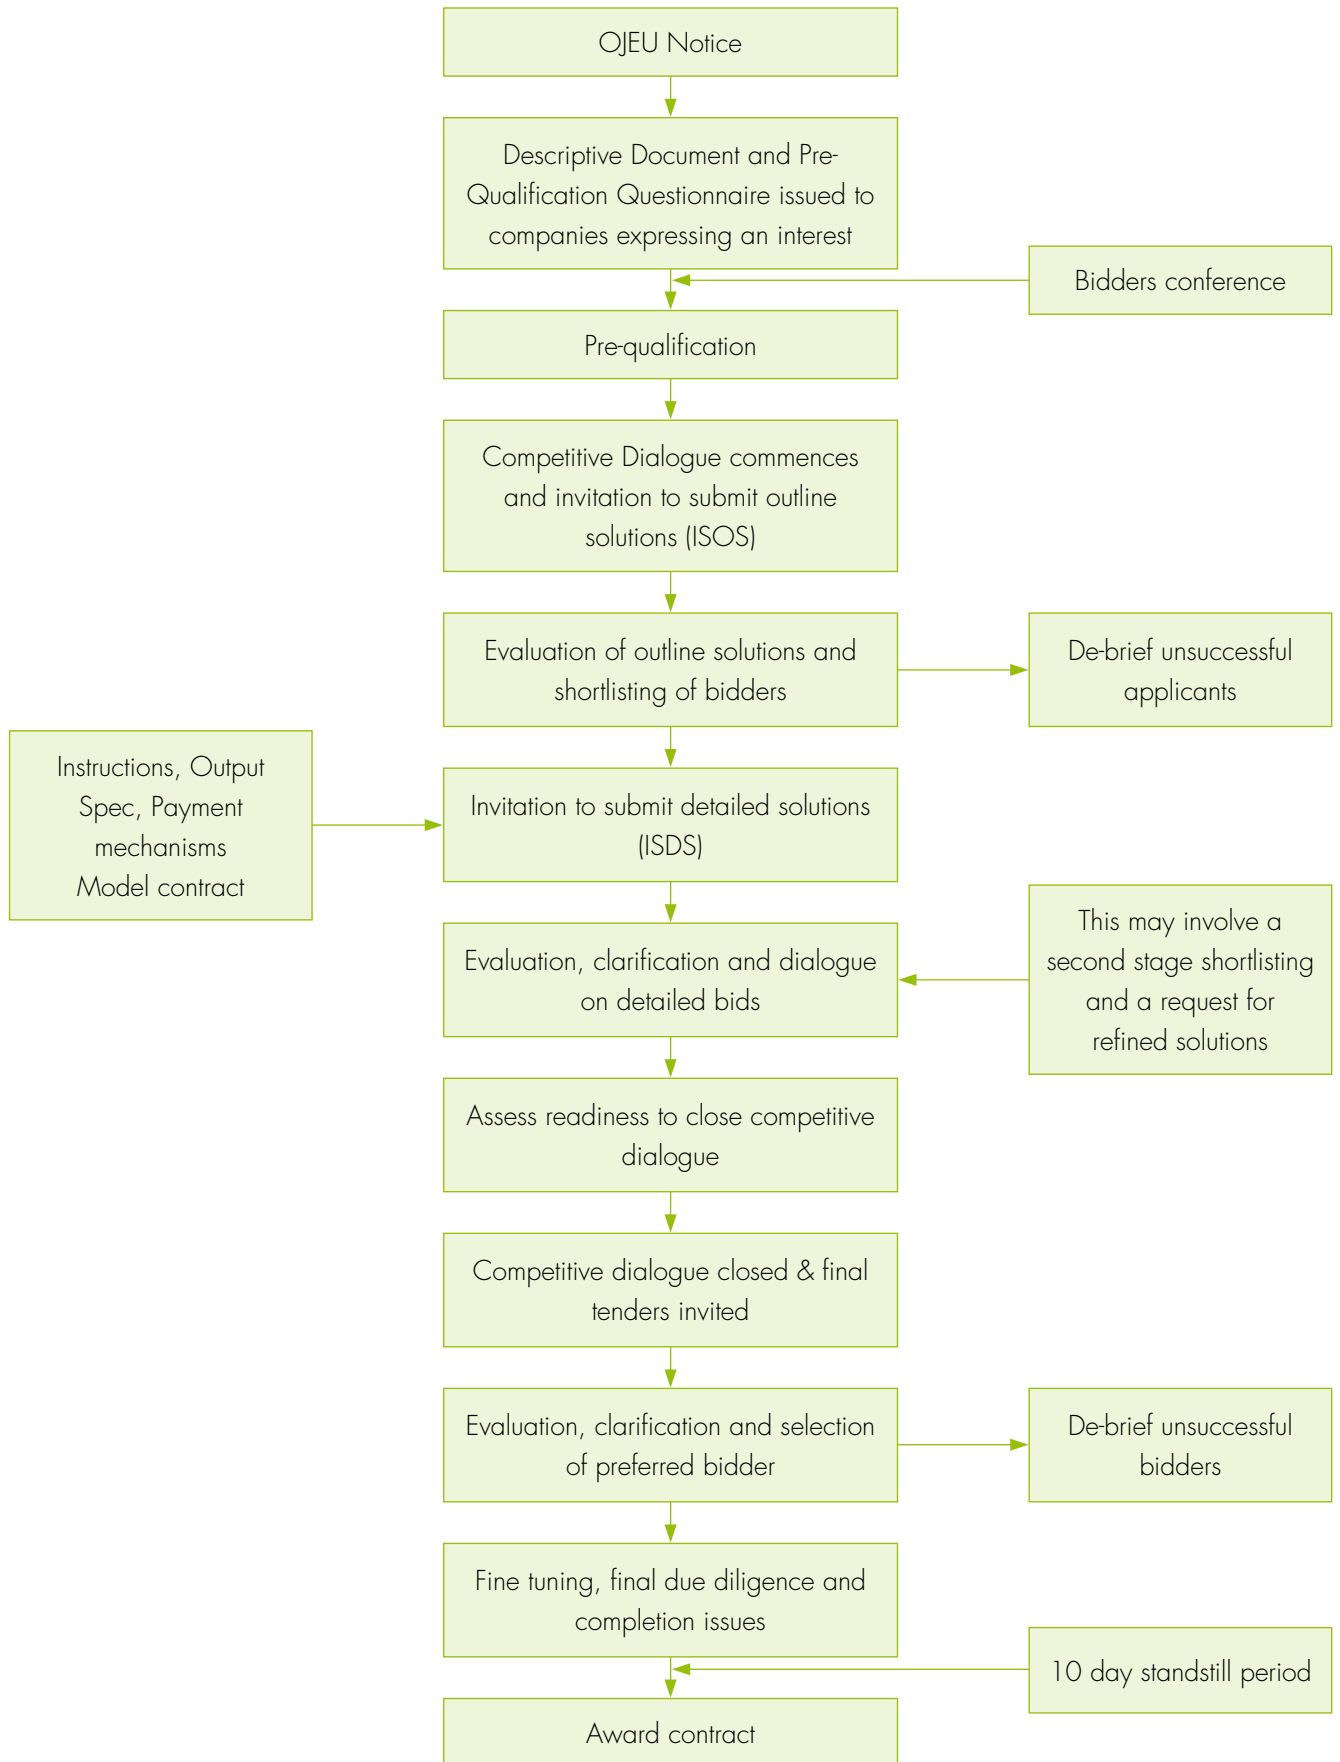 OJEU Notice
Descriptive Document and Pre-
Qualification Questionnaire issued to
companies expressing an interest
Bidders conference
Pre-qualification
Competitive Dialogue commences
and invitation to submit outline
solutions (ISOS)
Evaluation of outline solutions and
shortlisting of bidders
De-brief unsuccessful
applicants
Instructions, Output
Spec, Payment
mechanisms
Model contract
Invitation to submit detailed solutions
(ISDS)
Evaluation, clarification and dialogue
on detailed bids
This may involve a
second stage shortlisting
and a request for
refined solutions
Assess readiness to close competitive
dialogue
Competitive dialogue closed & final
tenders invited
Evaluation, clarification and selection
of preferred bidder
De-brief unsuccessful
bidders
Fine tuning, final due diligence and
completion issues
10 day standstill period
Award contract